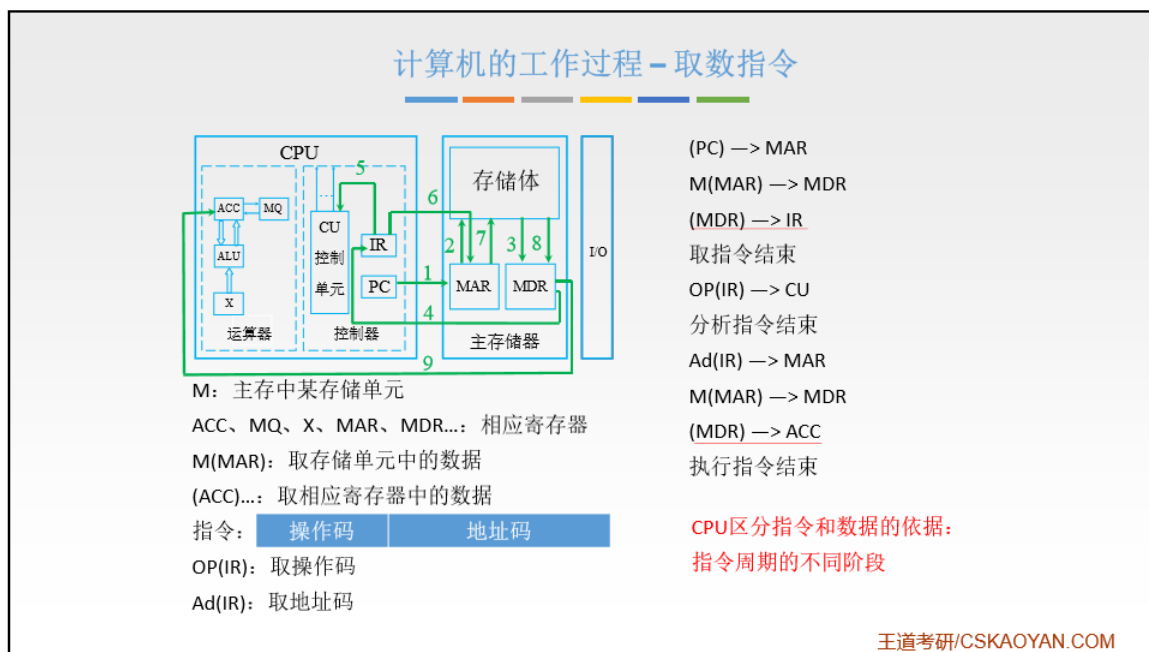 计算机的工作过程 – 取数指令
CPU
ACC
MQ
ALU
X
运算器
CU
控制
单元
IR
PC
控制器
存储体
MAR
MDR
主存储器
I/O
1
2
3
4
5
6
7
8
9
M：主存中某存储单元
ACC、MQ、X、MAR、MDR...：相应寄存器
M(MAR)：取存储单元中的数据
(ACC)...：取相应寄存器中的数据
指令： 操作码 地址码
OP(IR)：取操作码
Ad(IR)：取地址码
(PC) —> MAR
M(MAR) —> MDR
(MDR) —> IR
取指令结束
OP(IR) —> CU
分析指令结束
Ad(IR) —> MAR
M(MAR) —> MDR
(MDR) —> ACC
执行指令结束
CPU区分指令和数据的依据：
指令周期的不同阶段
王道考研/CSKAOYAN.COM